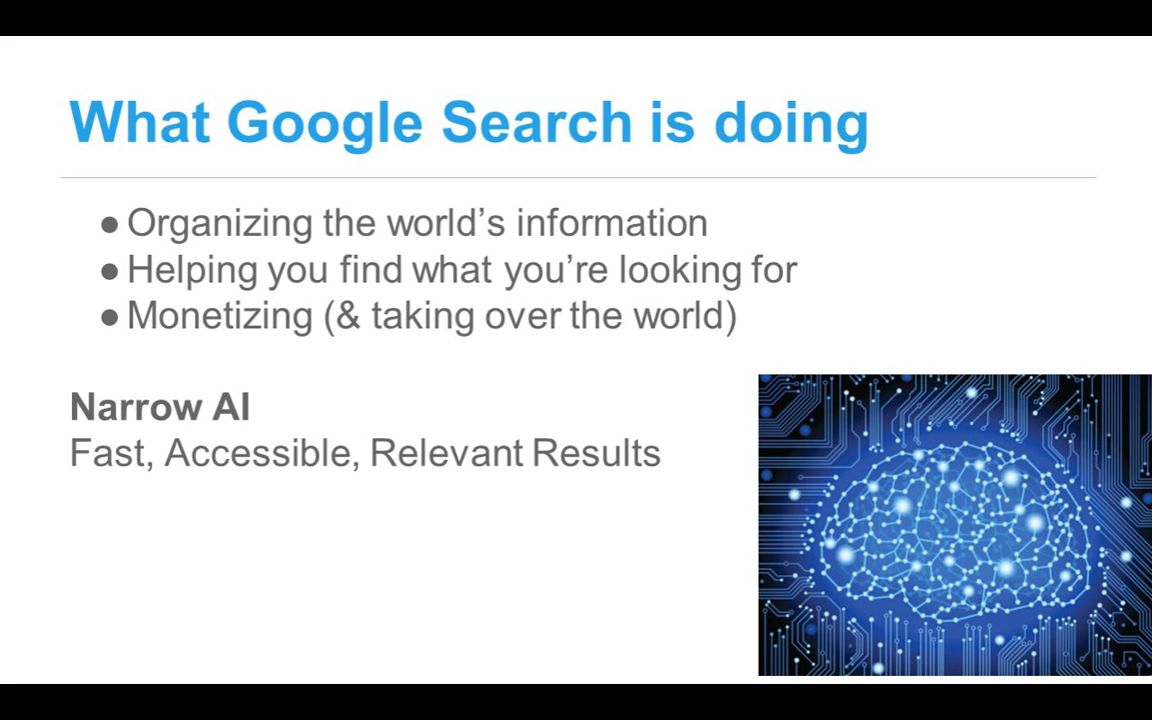 What Google Search is doing
● Organizing the world’s information
● Helping you find what you’re looking for
● Monetizing (& taking over the world)
Narrow AI
Fast, Accessible, Relevant Results